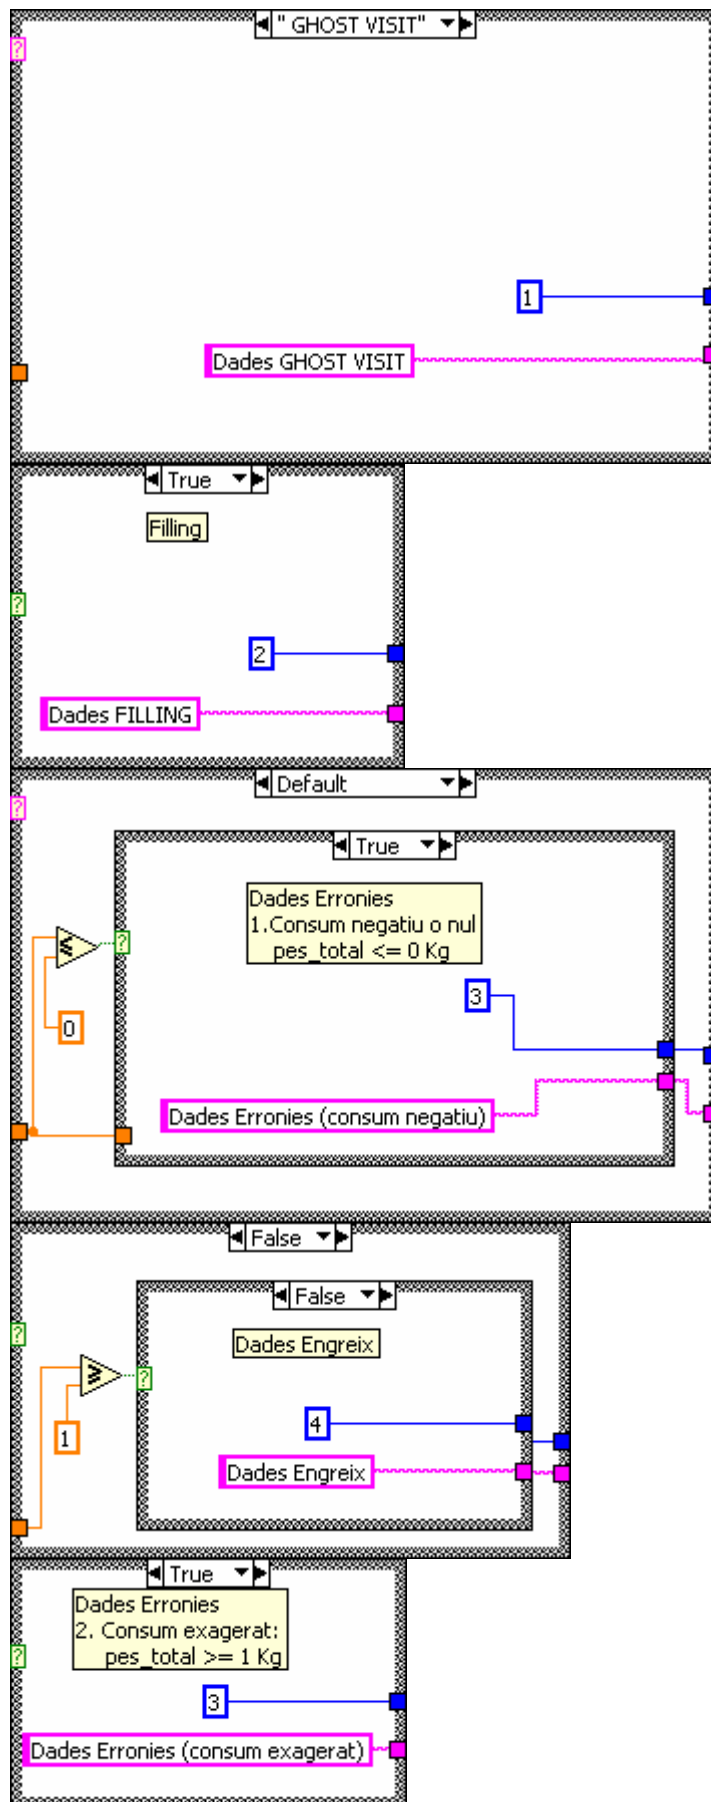 " GHOST VISIT"
?
1
Dades GHOST VISIT
True
Filling
?
2
Dades FILLING
Default
?
True
Dades Erronies
1.Consum negatiu o nul
pes_total <= 0 Kg
≤
?
3
0
Dades Erronies (consum negatiu)
False
False
?
Dades Engreix
≥
?
4
1
Dades Engreix
True
Dades Erronies
2. Consum exagerat:
pes_total >= 1 Kg
?
3
Dades Erronies (consum exagerat)